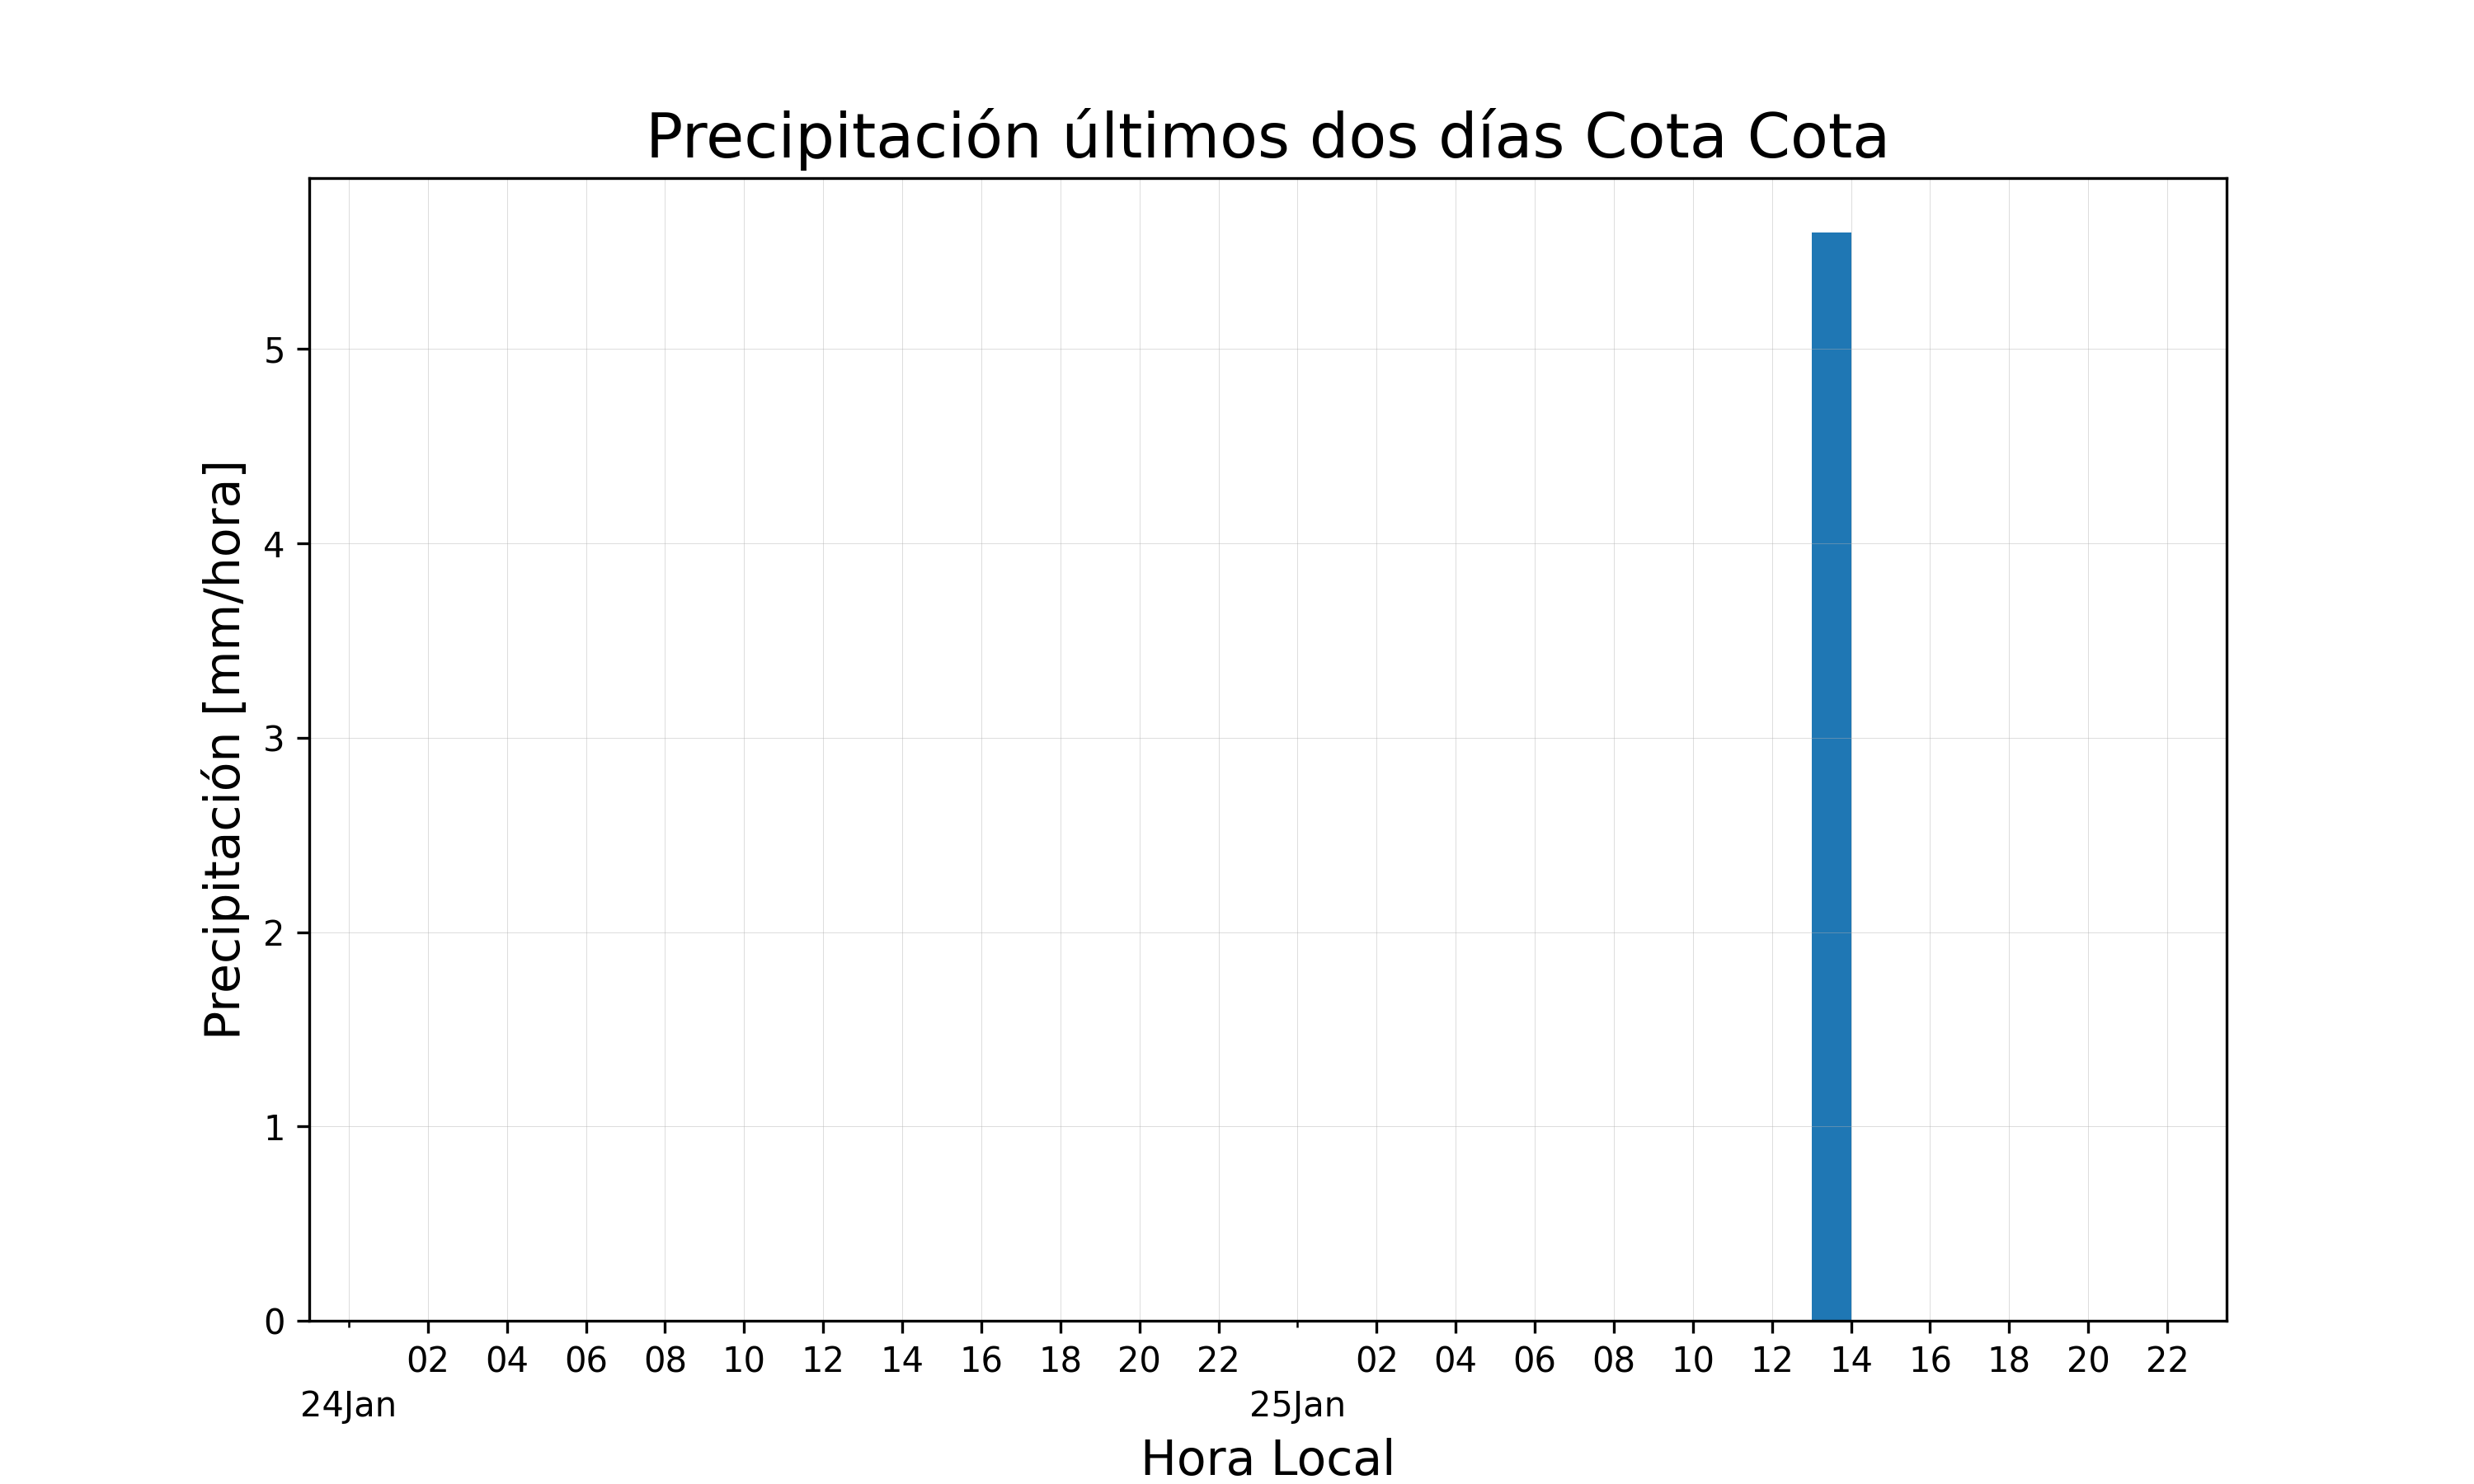 Precipitación últimos dos días Cota Cota
Precipitación [mm/hora]
5
4
3
2
1
0
02 04 06 08 10 12 14 16 18 20 22 02 04 06 08 10 12 14 16 18 20 22
24Jan 25Jan
Hora Local